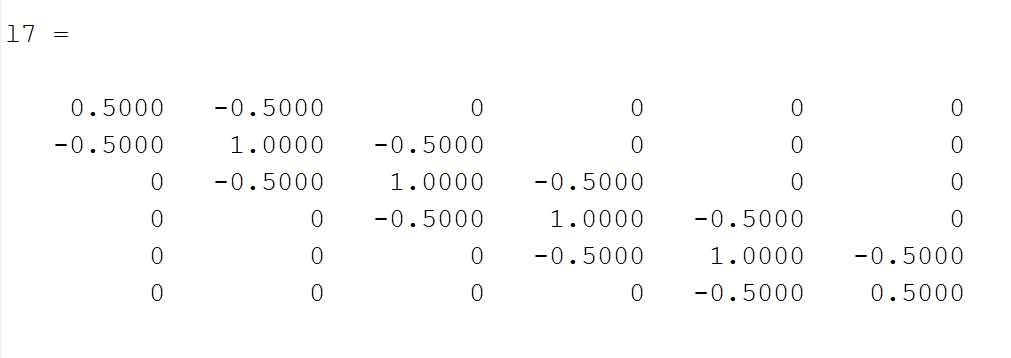 l7 =
0.5000 -0.5000 0 0 0 0
-0.5000 1.0000 -0.5000 0 0 0
0 -0.5000 1.0000 -0.5000 0 0
0 0 -0.5000 1.0000 -0.5000 0
0 0 0 -0.5000 1.0000 -0.5000
0 0 0 0 -0.5000 0.5000